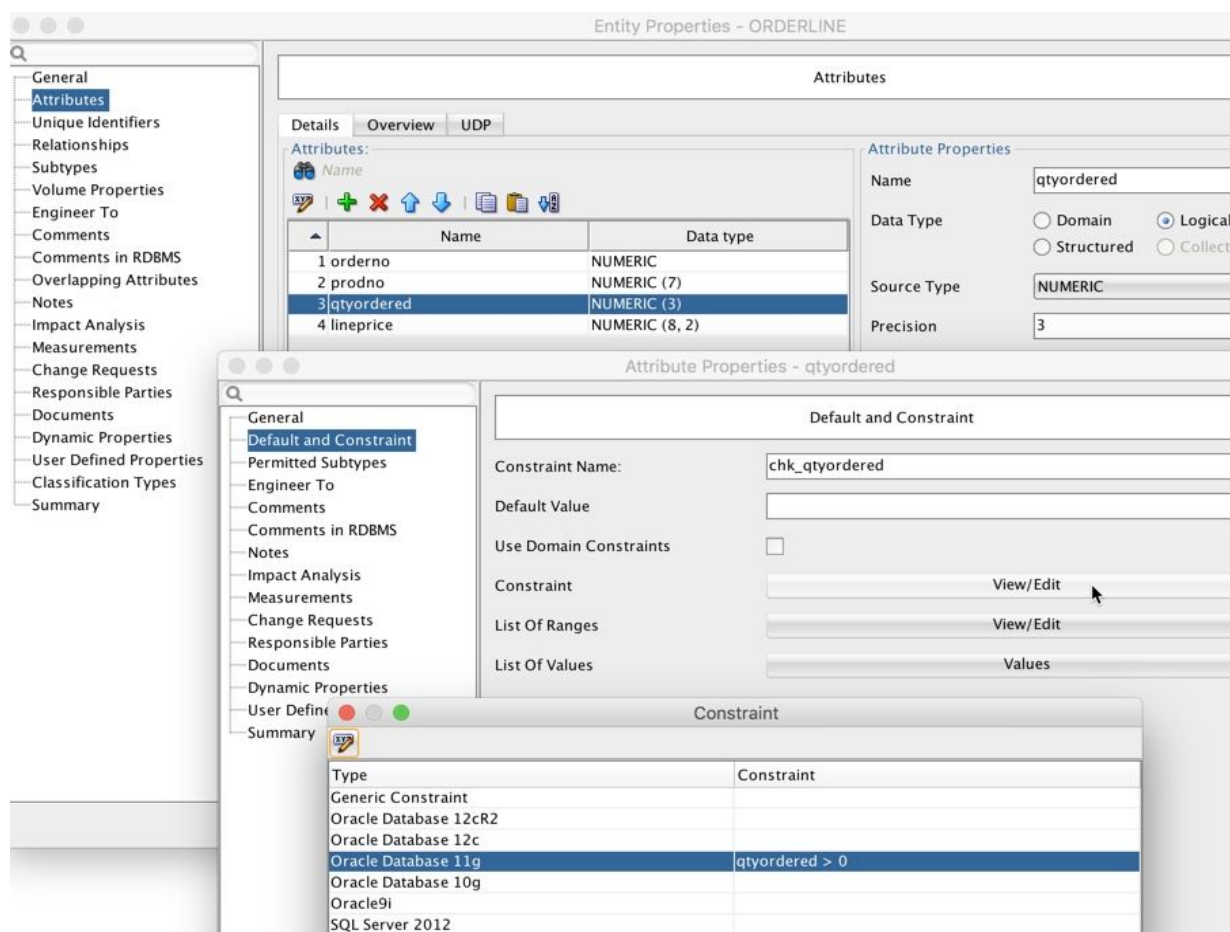 Entity Properties - ORDERLINE
General
Attributes
Unique Identifiers
Relationships
Subtypes
Volume Properties
Engineer To
Comments
Comments in RDBMS
Overlapping Attributes
Notes
Impact Analysis
Measurements
Change Requests
Responsible Parties
Documents
Dynamic Properties
User Defined Properties
Classification Types
Summary
Attributes
Details Overview UDP
Attributes:
Name
Name Data type
1 orderno NUMERIC
2 prodno NUMERIC (7)
3 qtyordered NUMERIC (3)
4 lineprice NUMERIC (8, 2)
Attribute Properties
Name qtyordered
Data Type Domain Logical
Structured Collect
Source Type NUMERIC
Precision 3
Attribute Properties - qtyordered
General
Default and Constraint
Permitted Subtypes
Engineer To
Comments
Comments in RDBMS
Notes
Impact Analysis
Measurements
Change Requests
Responsible Parties
Documents
Dynamic Properties
User Define
Summary
Default and Constraint
Constraint Name: chk_qtyordered
Default Value
Use Domain Constraints
Constraint View/Edit
List Of Ranges View/Edit
List Of Values Values
Constraint
Type Constraint
Generic Constraint
Oracle Database 12cR2
Oracle Database 12c
Oracle Database 11g qtyordered > 0
Oracle Database 10g
Oracle9i
SQL Server 2012